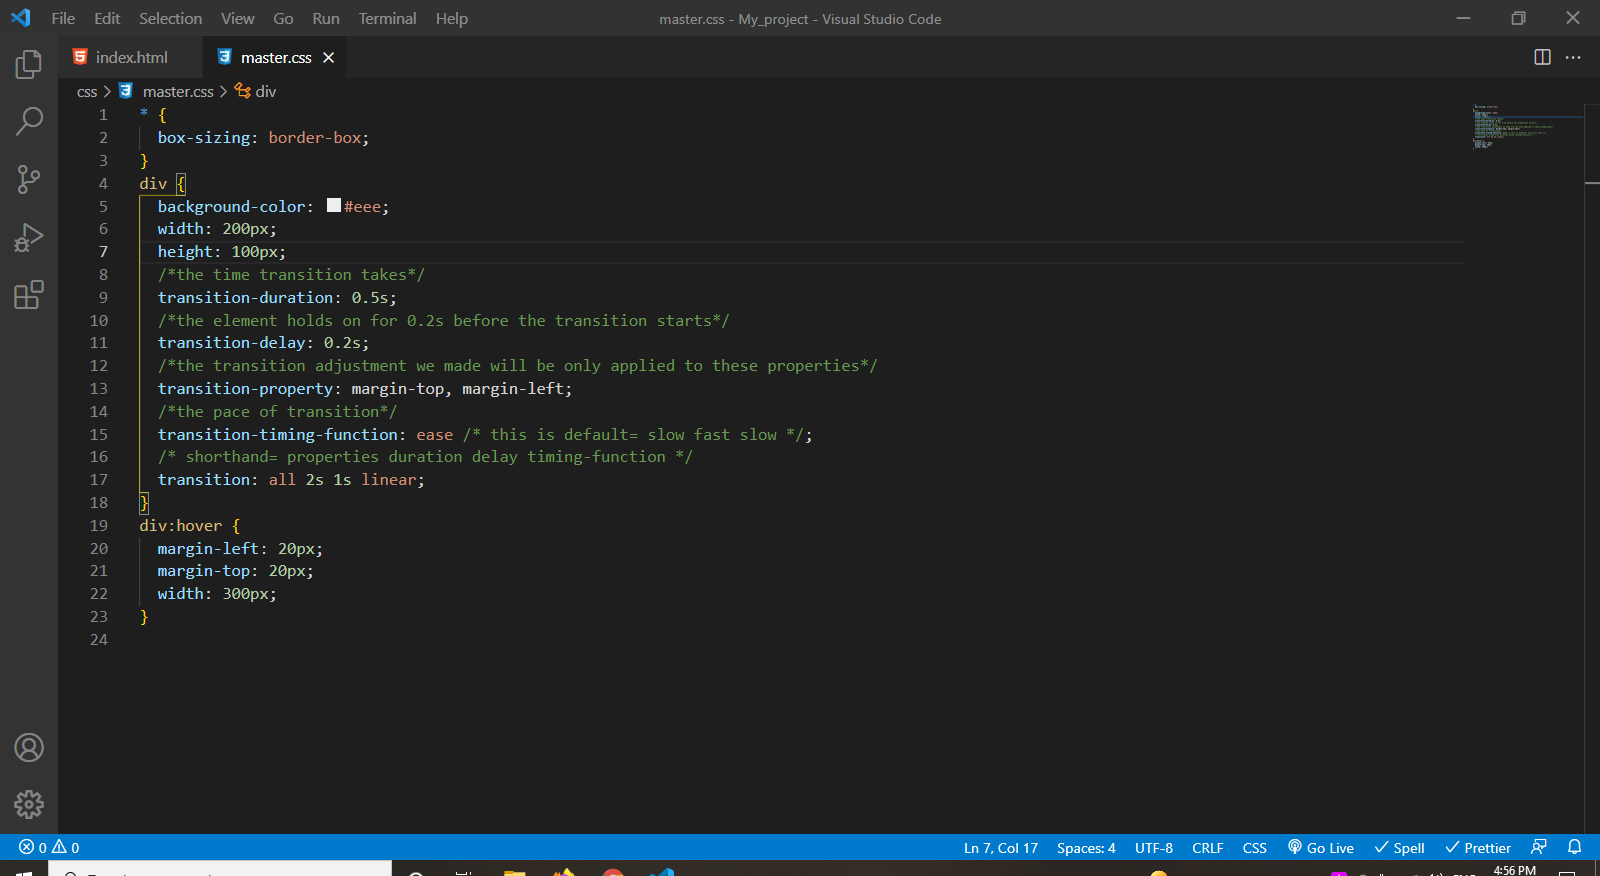 File Edit Selection View Go Run Terminal Help master.css - My_project - Visual Studio Code
index.html master.css
css > master.css > div
1 * {
2 box-sizing: border-box;
3 }
4 div {
5 background-color: #eee;
6 width: 200px;
7 height: 100px;
8 /*the time transition takes*/
9 transition-duration: 0.5s;
10 /*the element holds on for 0.2s before the transition starts*/
11 transition-delay: 0.2s;
12 /*the transition adjustment we made will be only applied to these properties*/
13 transition-property: margin-top, margin-left;
14 /*the pace of transition*/
15 transition-timing-function: ease /* this is default= slow fast slow */;
16 /* shorthand= properties duration delay timing-function */
17 transition: all 2s 1s linear;
18 }
19 div:hover {
20 margin-left: 20px;
21 margin-top: 20px;
22 width: 300px;
23 }
24
0 0 Ln 7, Col 17 Spaces: 4 UTF-8 CRLF CSS Go Live Spell Prettier
4:56 PM